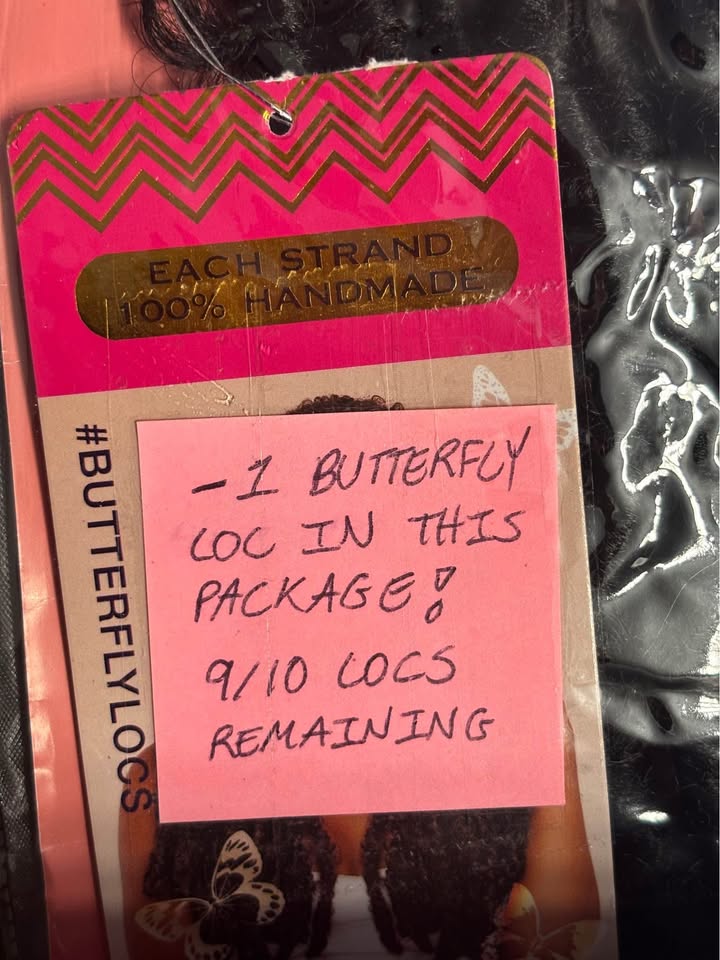 EACH STRAND
100% HANDMADE
#BUTTERFLYLOCS
-1 BUTTERFLY
LOC IN THIS
PACKAGE!
9/10 LOCS
REMAINING